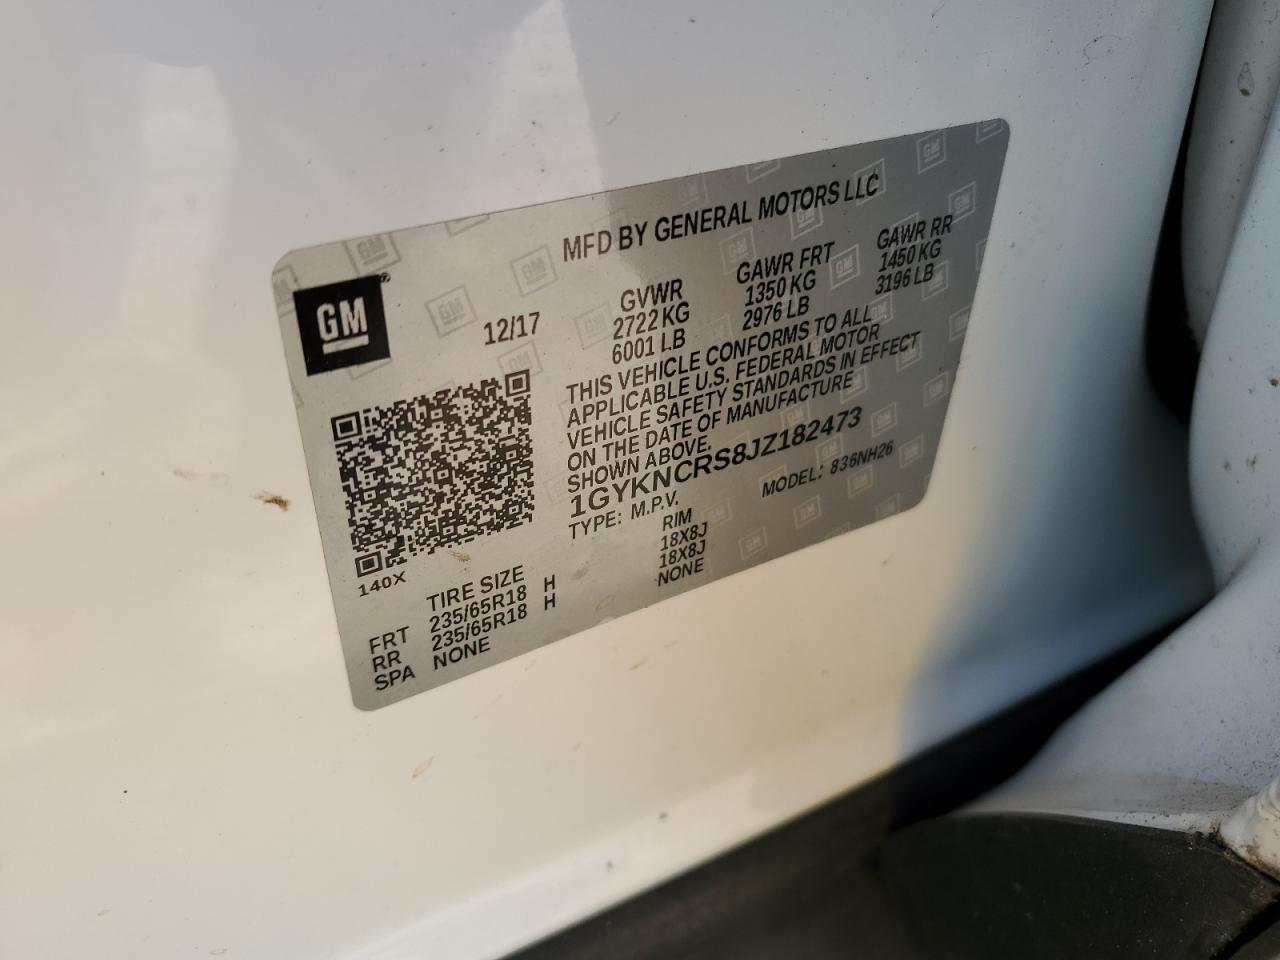 MFD BY GENERAL MOTORS LLC
GM
12/17
GVWR GAWR FRT GAWR RR
2722 KG 1350 KG 1450 KG
6001 LB 2976 LB 3196 LB
THIS VEHICLE CONFORMS TO ALL
APPLICABLE U.S. FEDERAL MOTOR
VEHICLE SAFETY STANDARDS IN EFFECT
ON THE DATE OF MANUFACTURE
SHOWN ABOVE.
1GYKNCRS8JZ182473
TYPE: M.P.V. MODEL: 836NH26
140X
TIRE SIZE RIM
FRT 235/65R18 H 18X8J
RR 235/65R18 H 18X8J
SPA NONE NONE